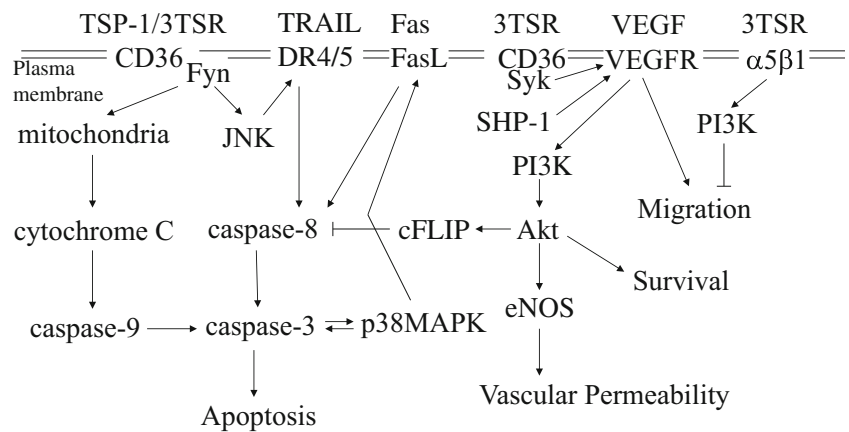 TSP-1/3TSR TRAIL Fas 3TSR VEGF 3TSR
CD36 DR4/5 FasL CD36 VEGFR α5β1
Plasma
membrane
Fyn Syk
mitochondria JNK SHP-1 PI3K
PI3K
Migration
cytochrome C caspase-8 cFLIP Akt
Survival
eNOS
caspase-9 caspase-3 p38MAPK
Vascular Permeability
Apoptosis